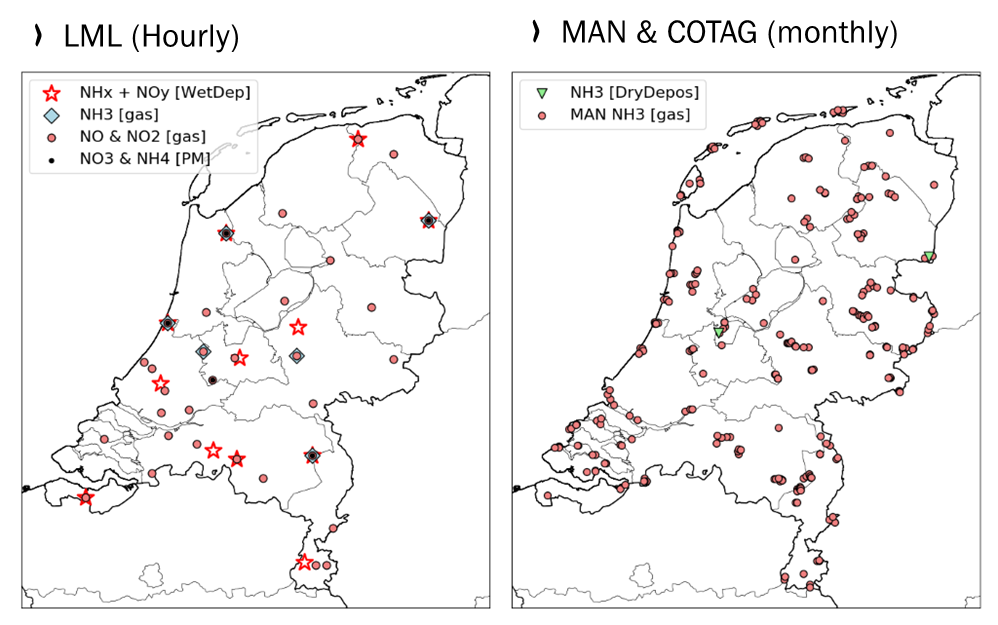 LML (Hourly)
NHx + NOy [WetDep]
NH3 [gas]
NO & NO2 [gas]
NO3 & NH4 [PM]
MAN & COTAG (monthly)
NH3 [DryDepos]
MAN NH3 [gas]